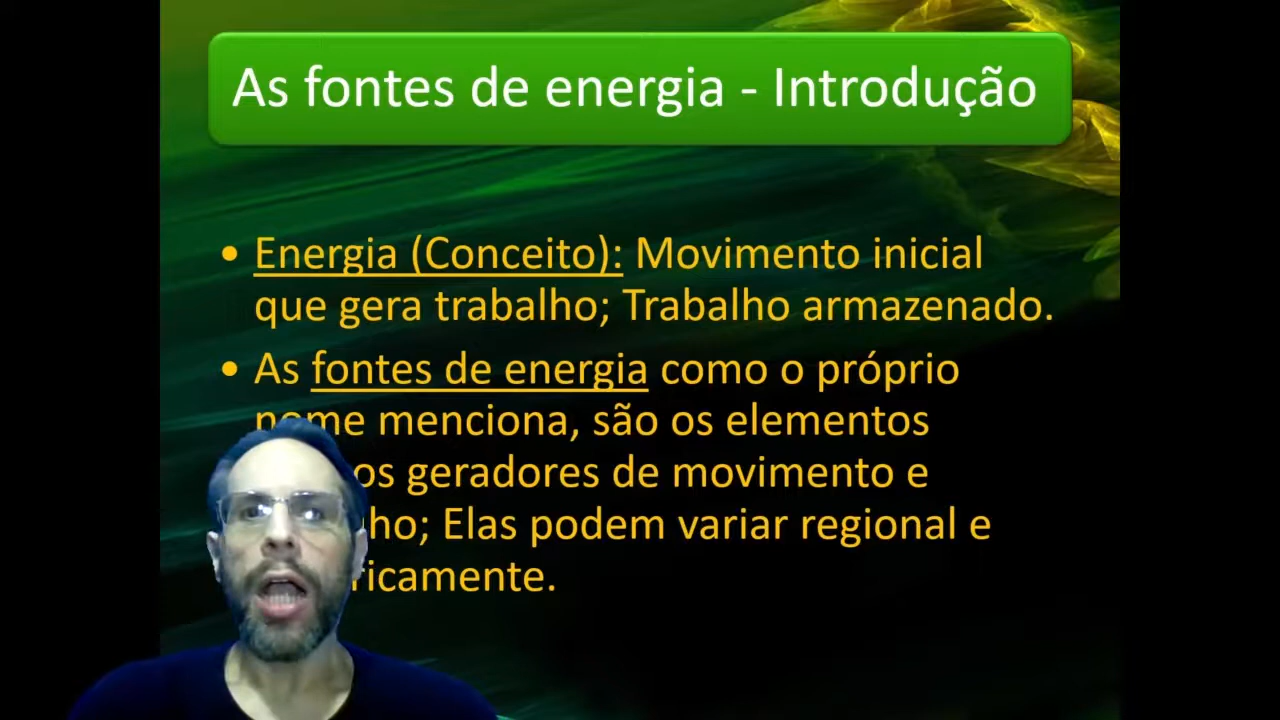 As fontes de energia - Introdução
• Energia (Conceito): Movimento inicial
que gera trabalho; Trabalho armazenado.
• As fontes de energia como o próprio
nome menciona, são os elementos
geradores de movimento e
Elas podem variar regional e